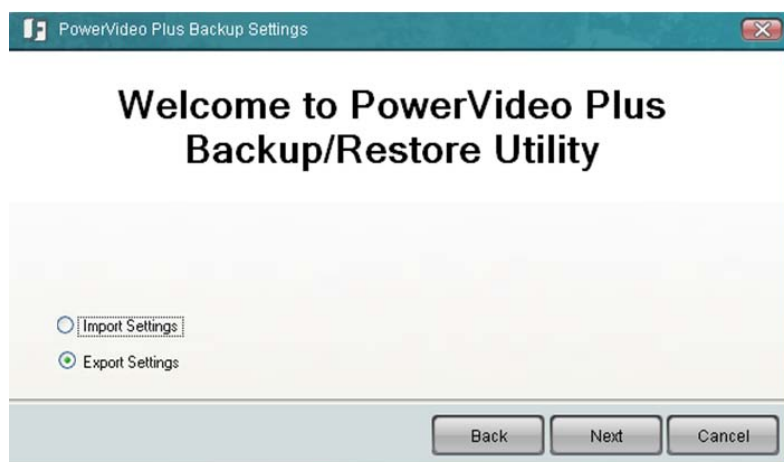 PowerVideo Plus Backup Settings
Welcome to PowerVideo Plus
Backup/Restore Utility
Import Settings
Export Settings
Back
Next
Cancel